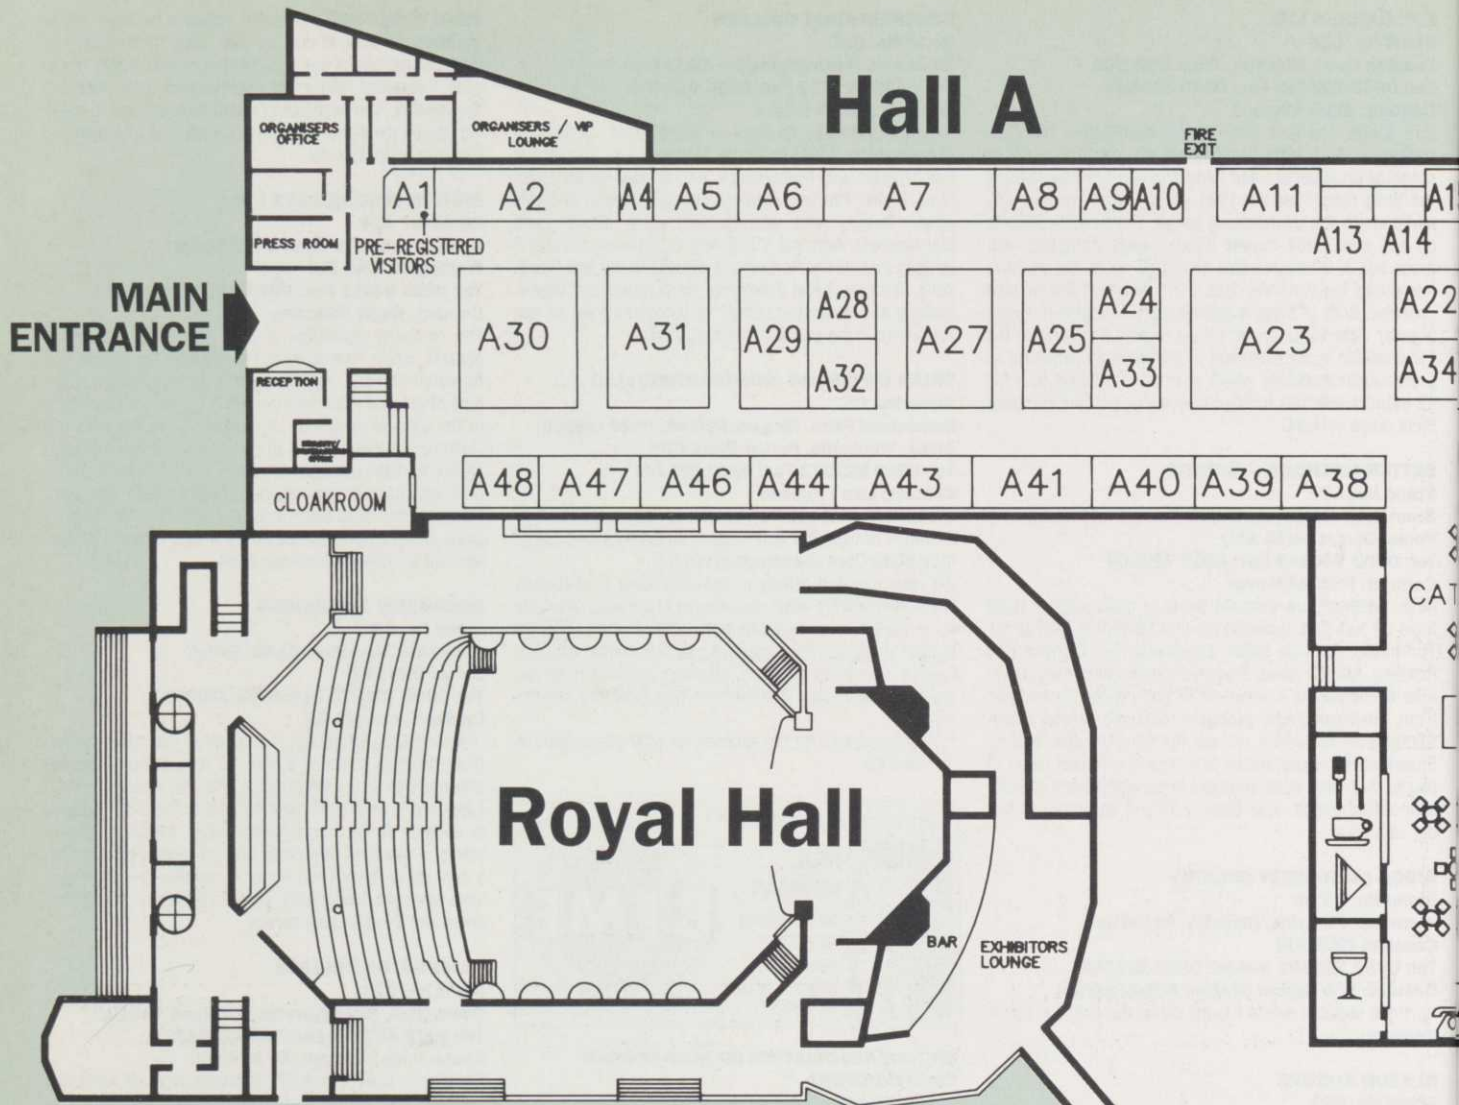 Hall A
ORGANISERS
OFFICE
ORGANISERS / VIP
LOUNGE
FIRE
EXIT
A1 A2 A4 A5 A6 A7 A8 A9 A10 A11
A13 A14
PRESS ROOM
PRE-REGISTERED
VISITORS
MAIN
ENTRANCE
A30 A31 A29 A28 A27 A25 A24 A23 A22
A32 A33 A34
RECEPTION
CLOAKROOM
A48 A47 A46 A44 A43 A41 A40 A39 A38
CAT
Royal Hall
BAR
EXHIBITORS
LOUNGE